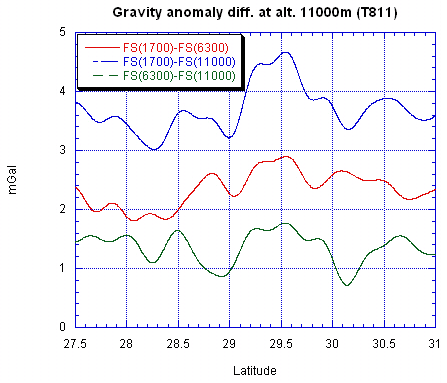 Gravity anomaly diff. at alt. 11000m (T811)
FS(1700)-FS(6300)
FS(1700)-FS(11000)
FS(6300)-FS(11000)
5
4
3
2
1
0
mGal
27.5 28 28.5 29 29.5 30 30.5 31
Latitude